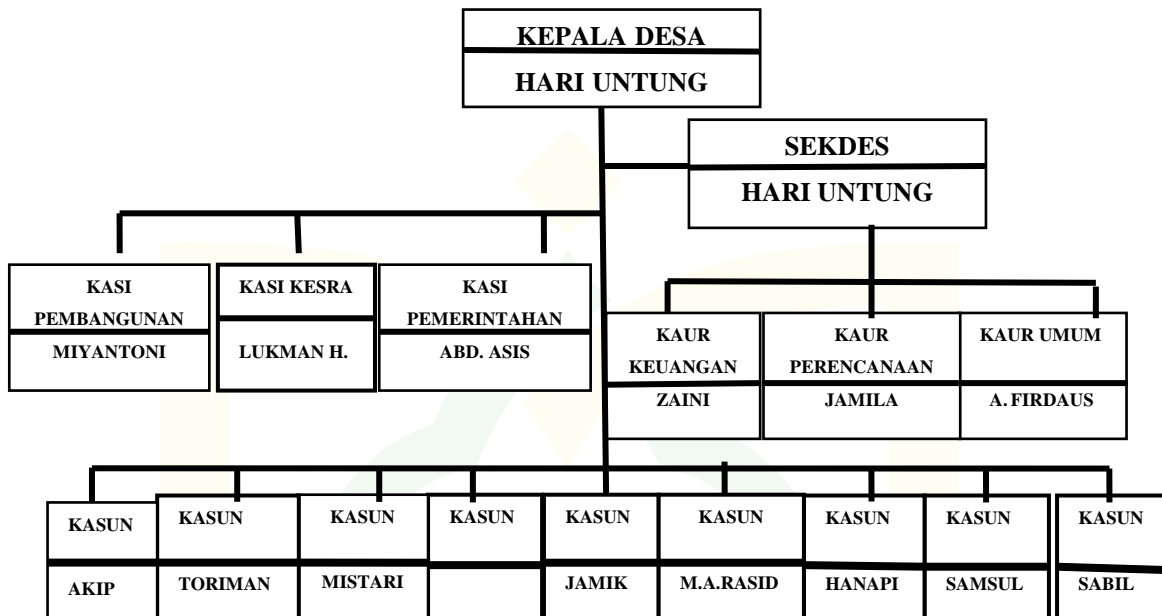 KEPALA DESA
HARI UNTUNG
SEKDES
HARI UNTUNG
KASI
PEMBANGUNAN
MIYANTONI
KASI KESRA
LUKMAN H.
KASI
PEMERINTAHAN
ABD. ASIS
KAUR
KEUANGAN
ZAINI
KAUR
PERENCANAAN
JAMILA
KAUR UMUM
A. FIRDAUS
KASUN
AKIP
KASUN
TORIMAN
KASUN
MISTARI
KASUN
KASUN
JAMIK
KASUN
M.A.RASID
KASUN
HANAPI
KASUN
SAMSUL
KASUN
SABIL